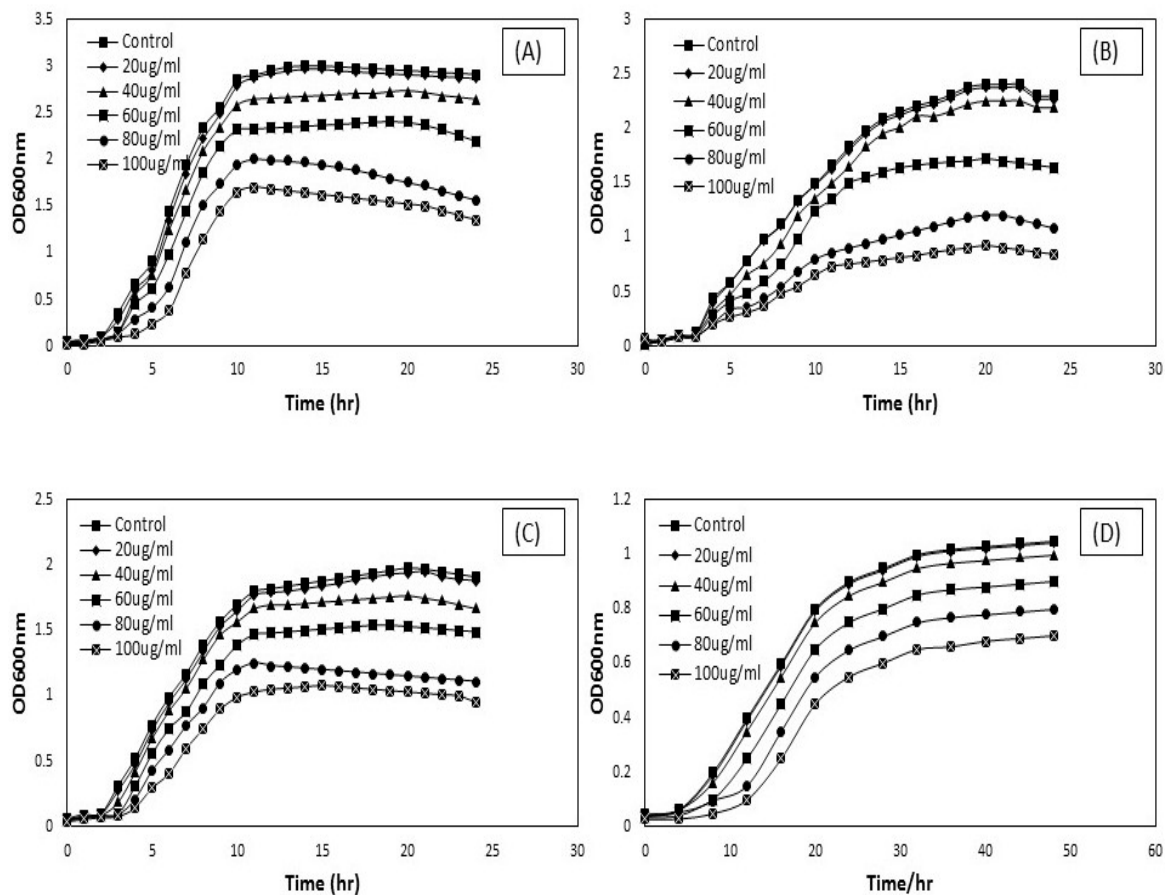 (A)
3.5
3
2.5
2
1.5
1
0.5
0
OD600nm
Control
20ug/ml
40ug/ml
60ug/ml
80ug/ml
100ug/ml
0 5 10 15 20 25 30
Time (hr)
(B)
3
2.5
2
1.5
1
0.5
0
OD600nm
Control
20ug/ml
40ug/ml
60ug/ml
80ug/ml
100ug/ml
0 5 10 15 20 25 30
Time (hr)
(C)
2.5
2
1.5
1
0.5
0
OD600nm
Control
20ug/ml
40ug/ml
60ug/ml
80ug/ml
100ug/ml
0 5 10 15 20 25 30
Time (hr)
(D)
1.2
1
0.8
0.6
0.4
0.2
0
OD600nm
Control
20ug/ml
40ug/ml
60ug/ml
80ug/ml
100ug/ml
0 10 20 30 40 50 60
Time/hr